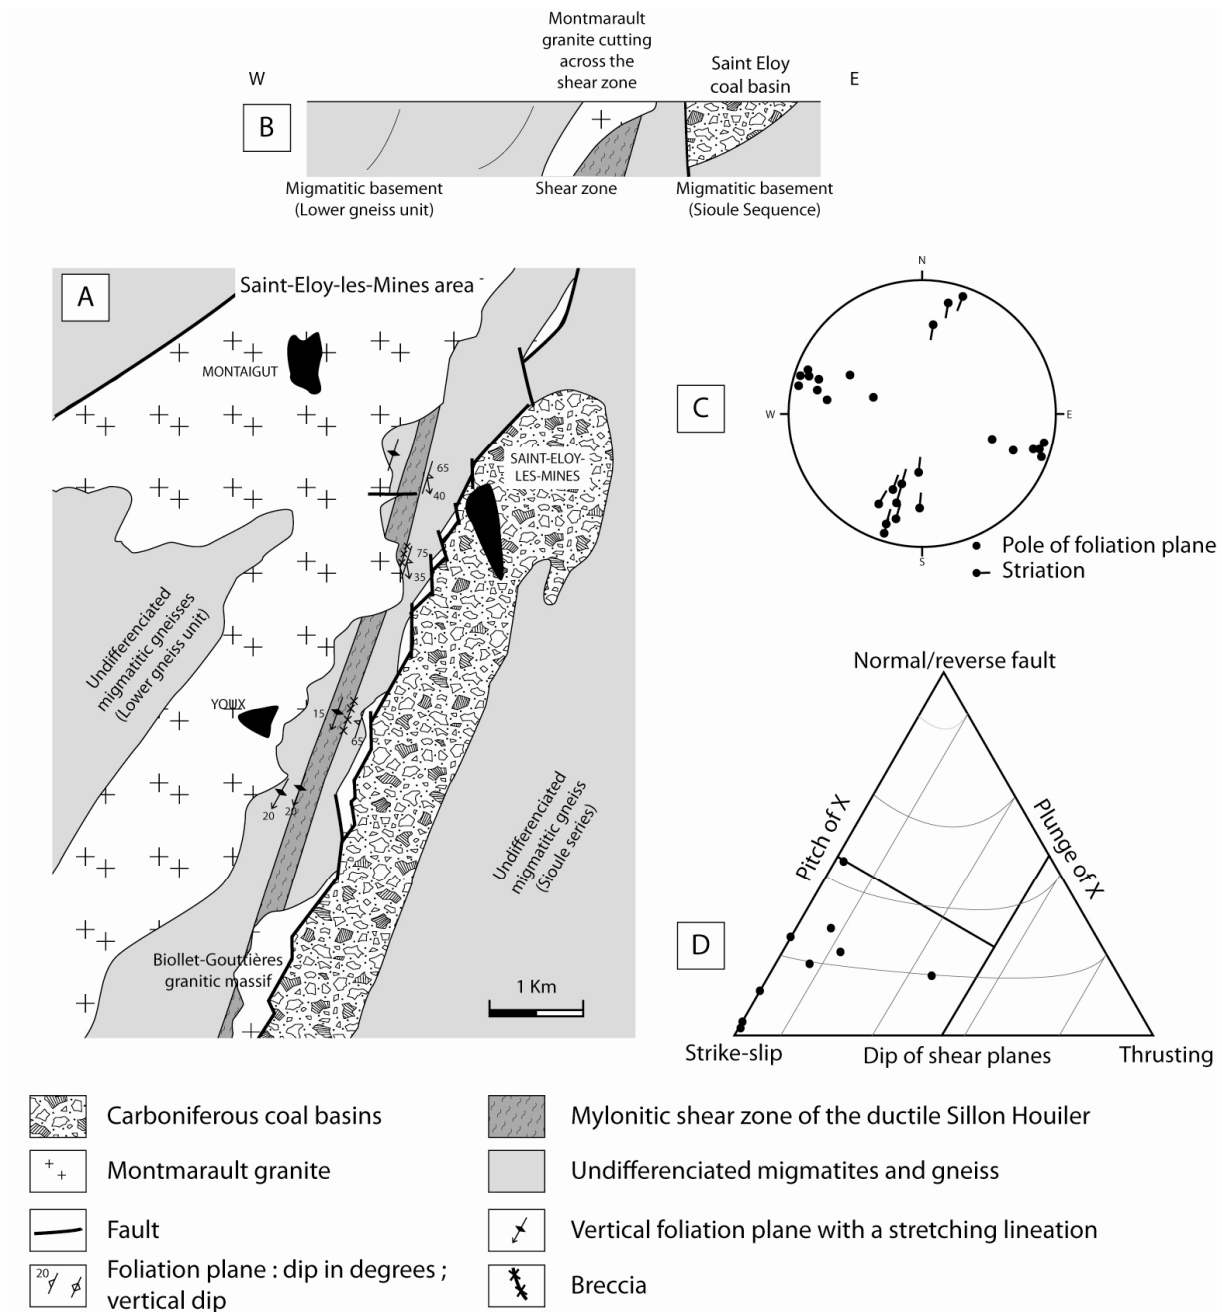 Montmarault
granite cutting
across the
shear zone
Saint Eloy
coal basin
W
E
B
Migmatitic basement
(Lower gneiss unit)
Shear zone
Migmatitic basement
(Sioule Sequence)
A
Saint-Eloy-les-Mines area
MONTAIGUT
SAINT-ELOY-
LES-MINES
65
40
75
35
Undifferenciated
migmatitic gneisses
(Lower gneiss unit)
YOUX
15
65
20
20
Undifferenciated
migmatitic gneiss
(Sioule series)
Biollet-Gouttières
granitic massif
1 Km
C
N
W
E
S
Pole of foliation plane
Striation
D
Normal/reverse fault
Pitch of X
Plunge of X
Strike-slip
Dip of shear planes
Thrusting
Carboniferous coal basins
Mylonitic shear zone of the ductile Sillon Houiler
Montmarault granite
Undifferenciated migmatites and gneiss
Fault
Vertical foliation plane with a stretching lineation
20
Foliation plane : dip in degrees ;
vertical dip
Breccia